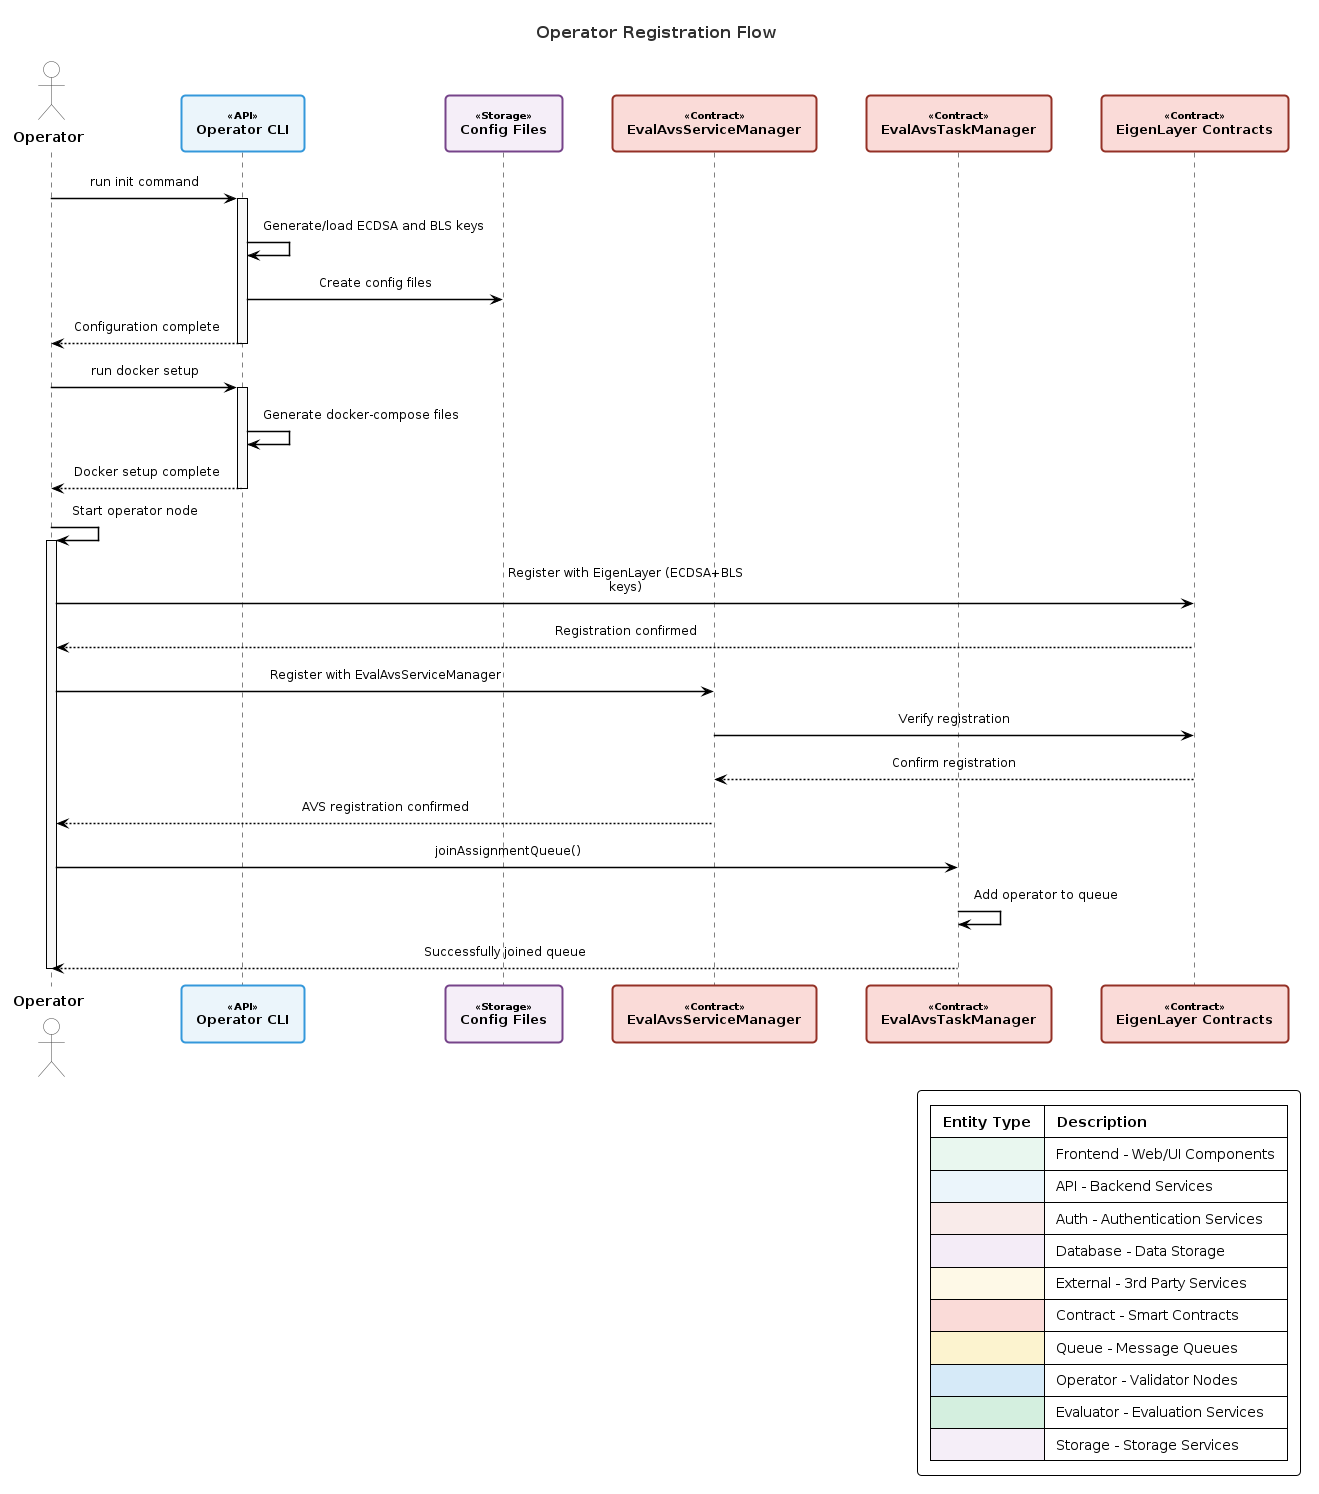 Operator Registration Flow
Operator
«API»
Operator CLI
«Storage»
Config Files
«Contract»
EvalAvsServiceManager
«Contract»
EvalAvsTaskManager
«Contract»
EigenLayer Contracts
run init command
Generate/load ECDSA and BLS keys
Create config files
Configuration complete
run docker setup
Generate docker-compose files
Docker setup complete
Start operator node
Register with EigenLayer (ECDSA+BLS
keys)
Registration confirmed
Register with EvalAvsServiceManager
Verify registration
Confirm registration
AVS registration confirmed
joinAssignmentQueue()
Add operator to queue
Successfully joined queue
Operator
«API»
Operator CLI
«Storage»
Config Files
«Contract»
EvalAvsServiceManager
«Contract»
EvalAvsTaskManager
«Contract»
EigenLayer Contracts
Entity Type Description
Frontend - Web/UI Components
API - Backend Services
Auth - Authentication Services
Database - Data Storage
External - 3rd Party Services
Contract - Smart Contracts
Queue - Message Queues
Operator - Validator Nodes
Evaluator - Evaluation Services
Storage - Storage Services